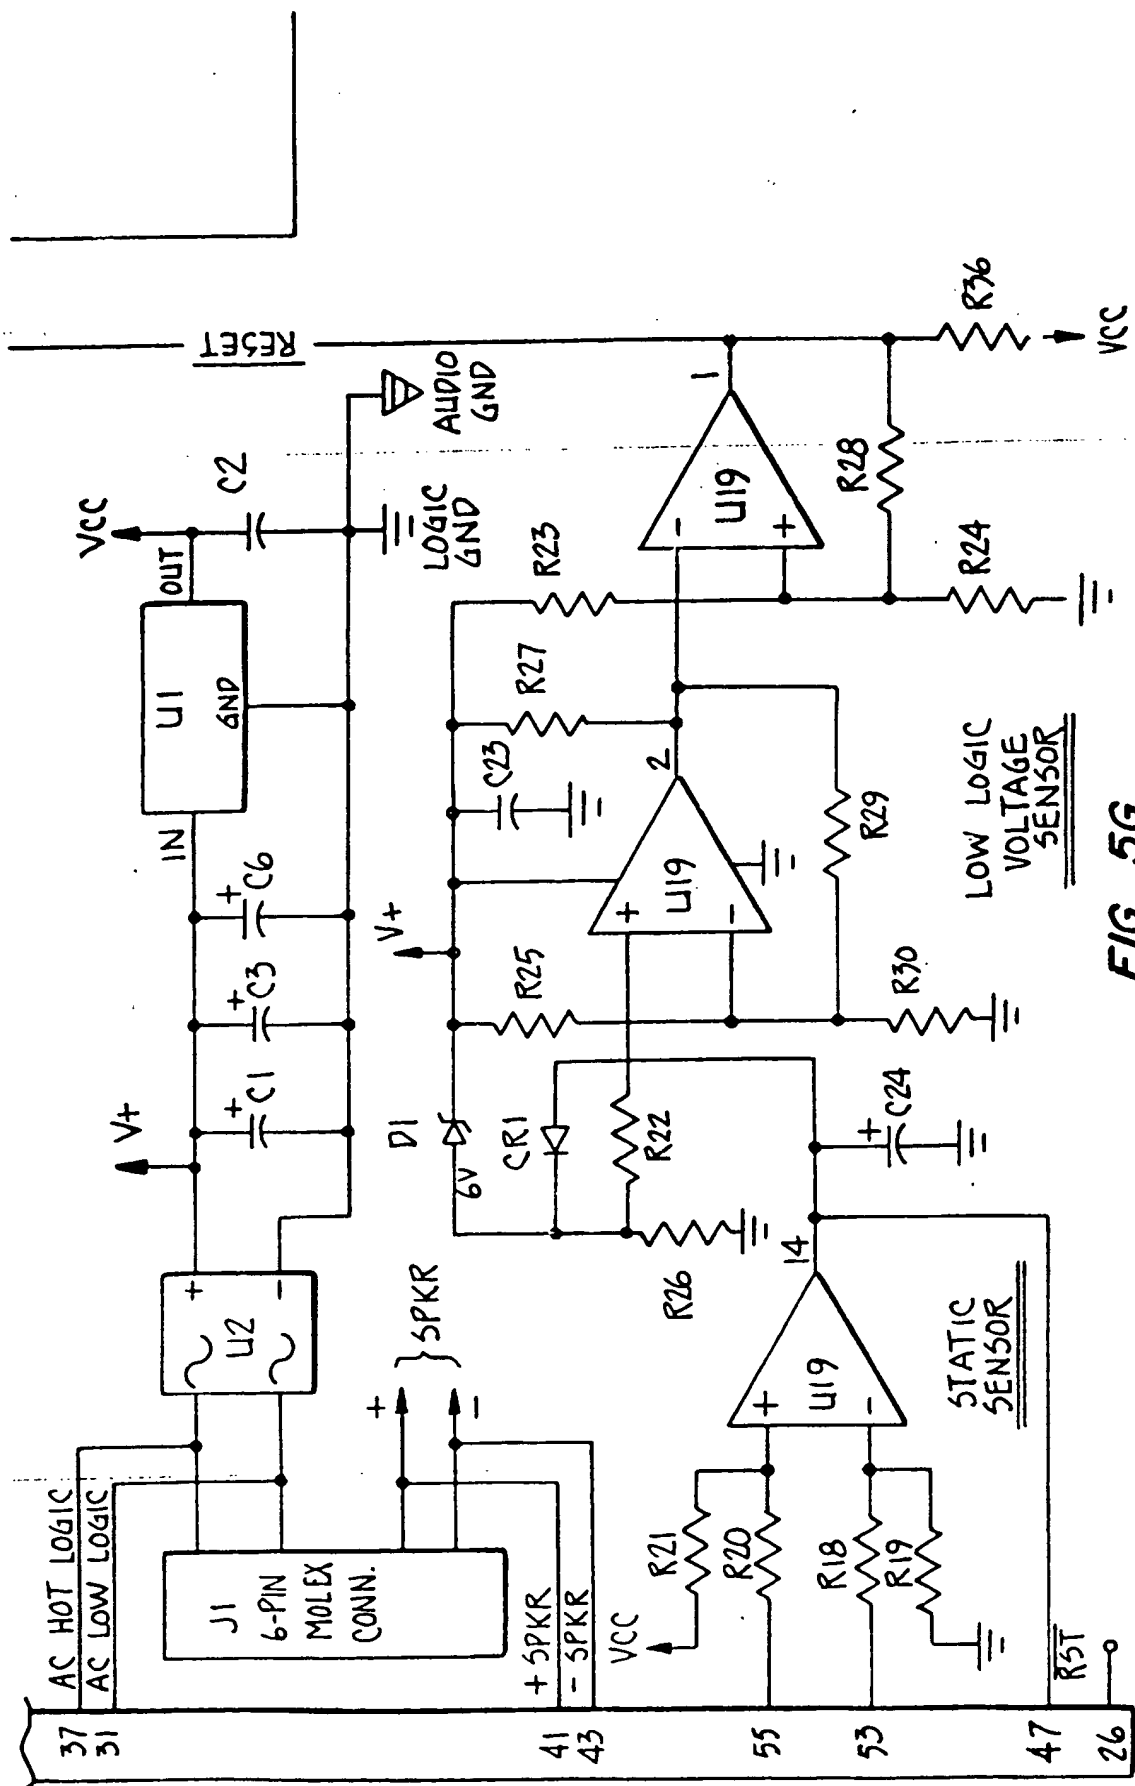 37
AC HOT LOGIC
31
AC LOW LOGIC
J1
6-PIN
MOLEX
CONN.
U2
+
−
V+
+
C1
+
C3
+
C6
IN
U1
OUT
GND
VCC
C2
LOGIC
GND
AUDIO
GND
RESET
+
−
SPKR
41
+ SPKR
43
− SPKR
D1
6V
CR1
V+
R25
C23
R27
R23
R22
R26
+
−
U19
2
−
+
U19
1
R30
R29
R28
R24
R36
VCC
LOW LOGIC
VOLTAGE
SENSOR
VCC
R21
R20
55
R18
53
R19
+
−
U19
14
+
C24
STATIC
SENSOR
47
RST
26
FIG. 5G